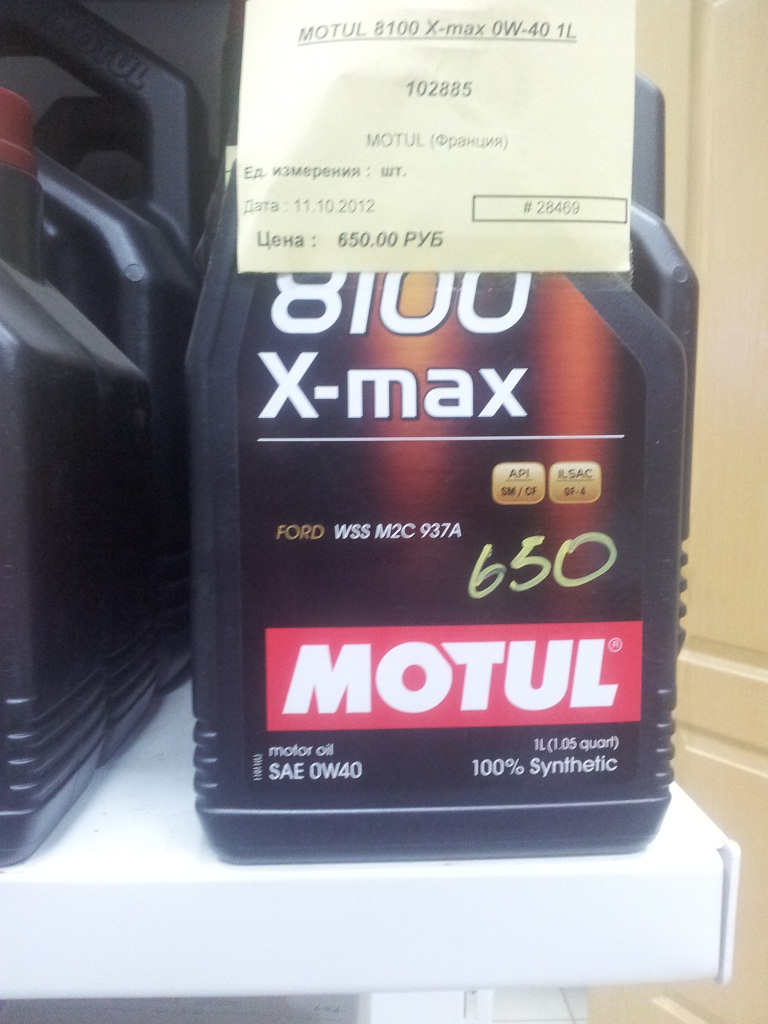 MOTUL 8100 X-max 0W-40 1L
102885
MOTUL (Франция)
Ед. измерения : шт.
Дата : 11.10.2012
# 28469
Цена : 650.00 РУБ
MOTUL
8100
X-max
API
SM / CF
ILSAC
GF-4
FORD WSS M2C 937A
650
MOTUL®
motor oil
1L (1.05 quart)
SAE 0W40
100% Synthetic